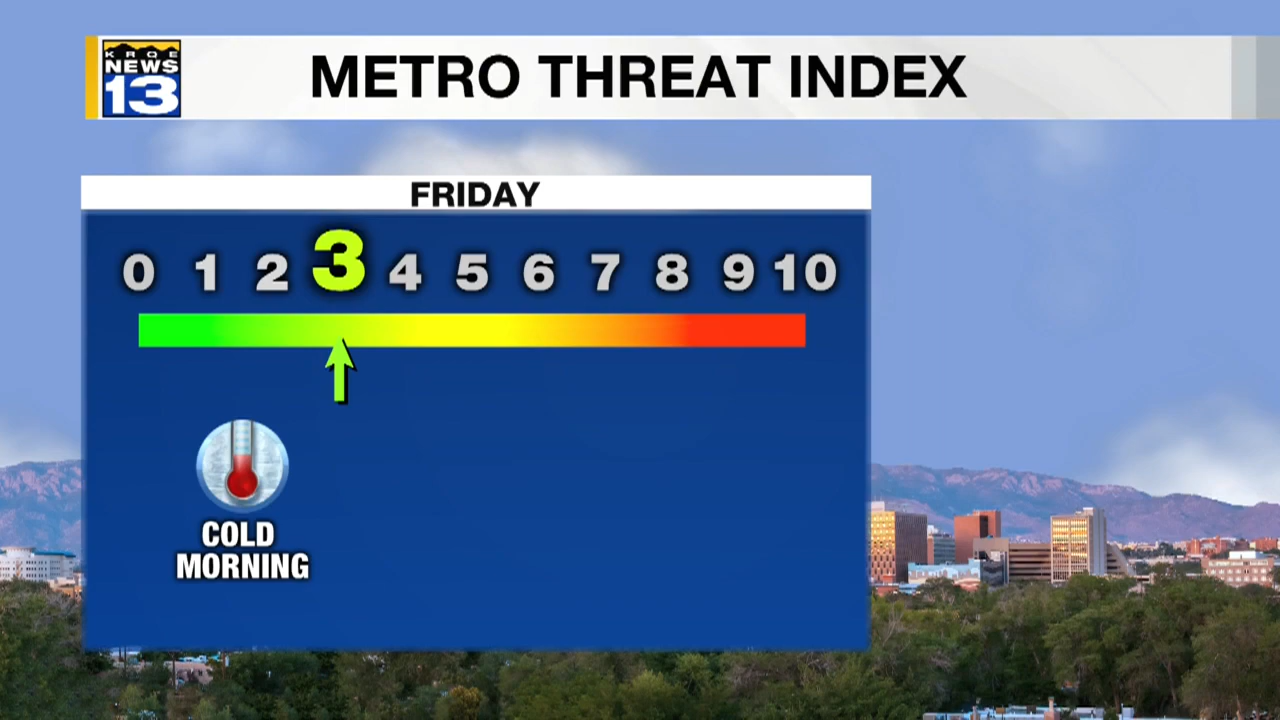 KRQE
NEWS
13
METRO THREAT INDEX
FRIDAY
0 1 2 3 4 5 6 7 8 9 10
COLD
MORNING